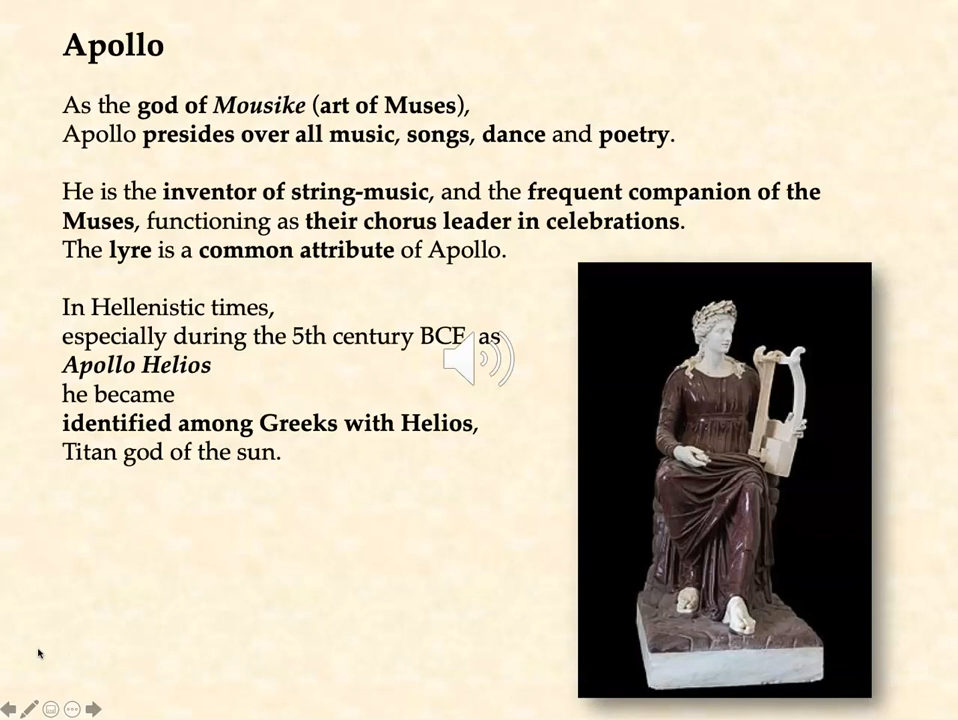 Apollo
As the god of Mousike (art of Muses),
Apollo presides over all music, songs, dance and poetry.
He is the inventor of string-music, and the frequent companion of the
Muses, functioning as their chorus leader in celebrations.
The lyre is a common attribute of Apollo.
In Hellenistic times,
especially during the 5th century BCE as
Apollo Helios
he became
identified among Greeks with Helios,
Titan god of the sun.